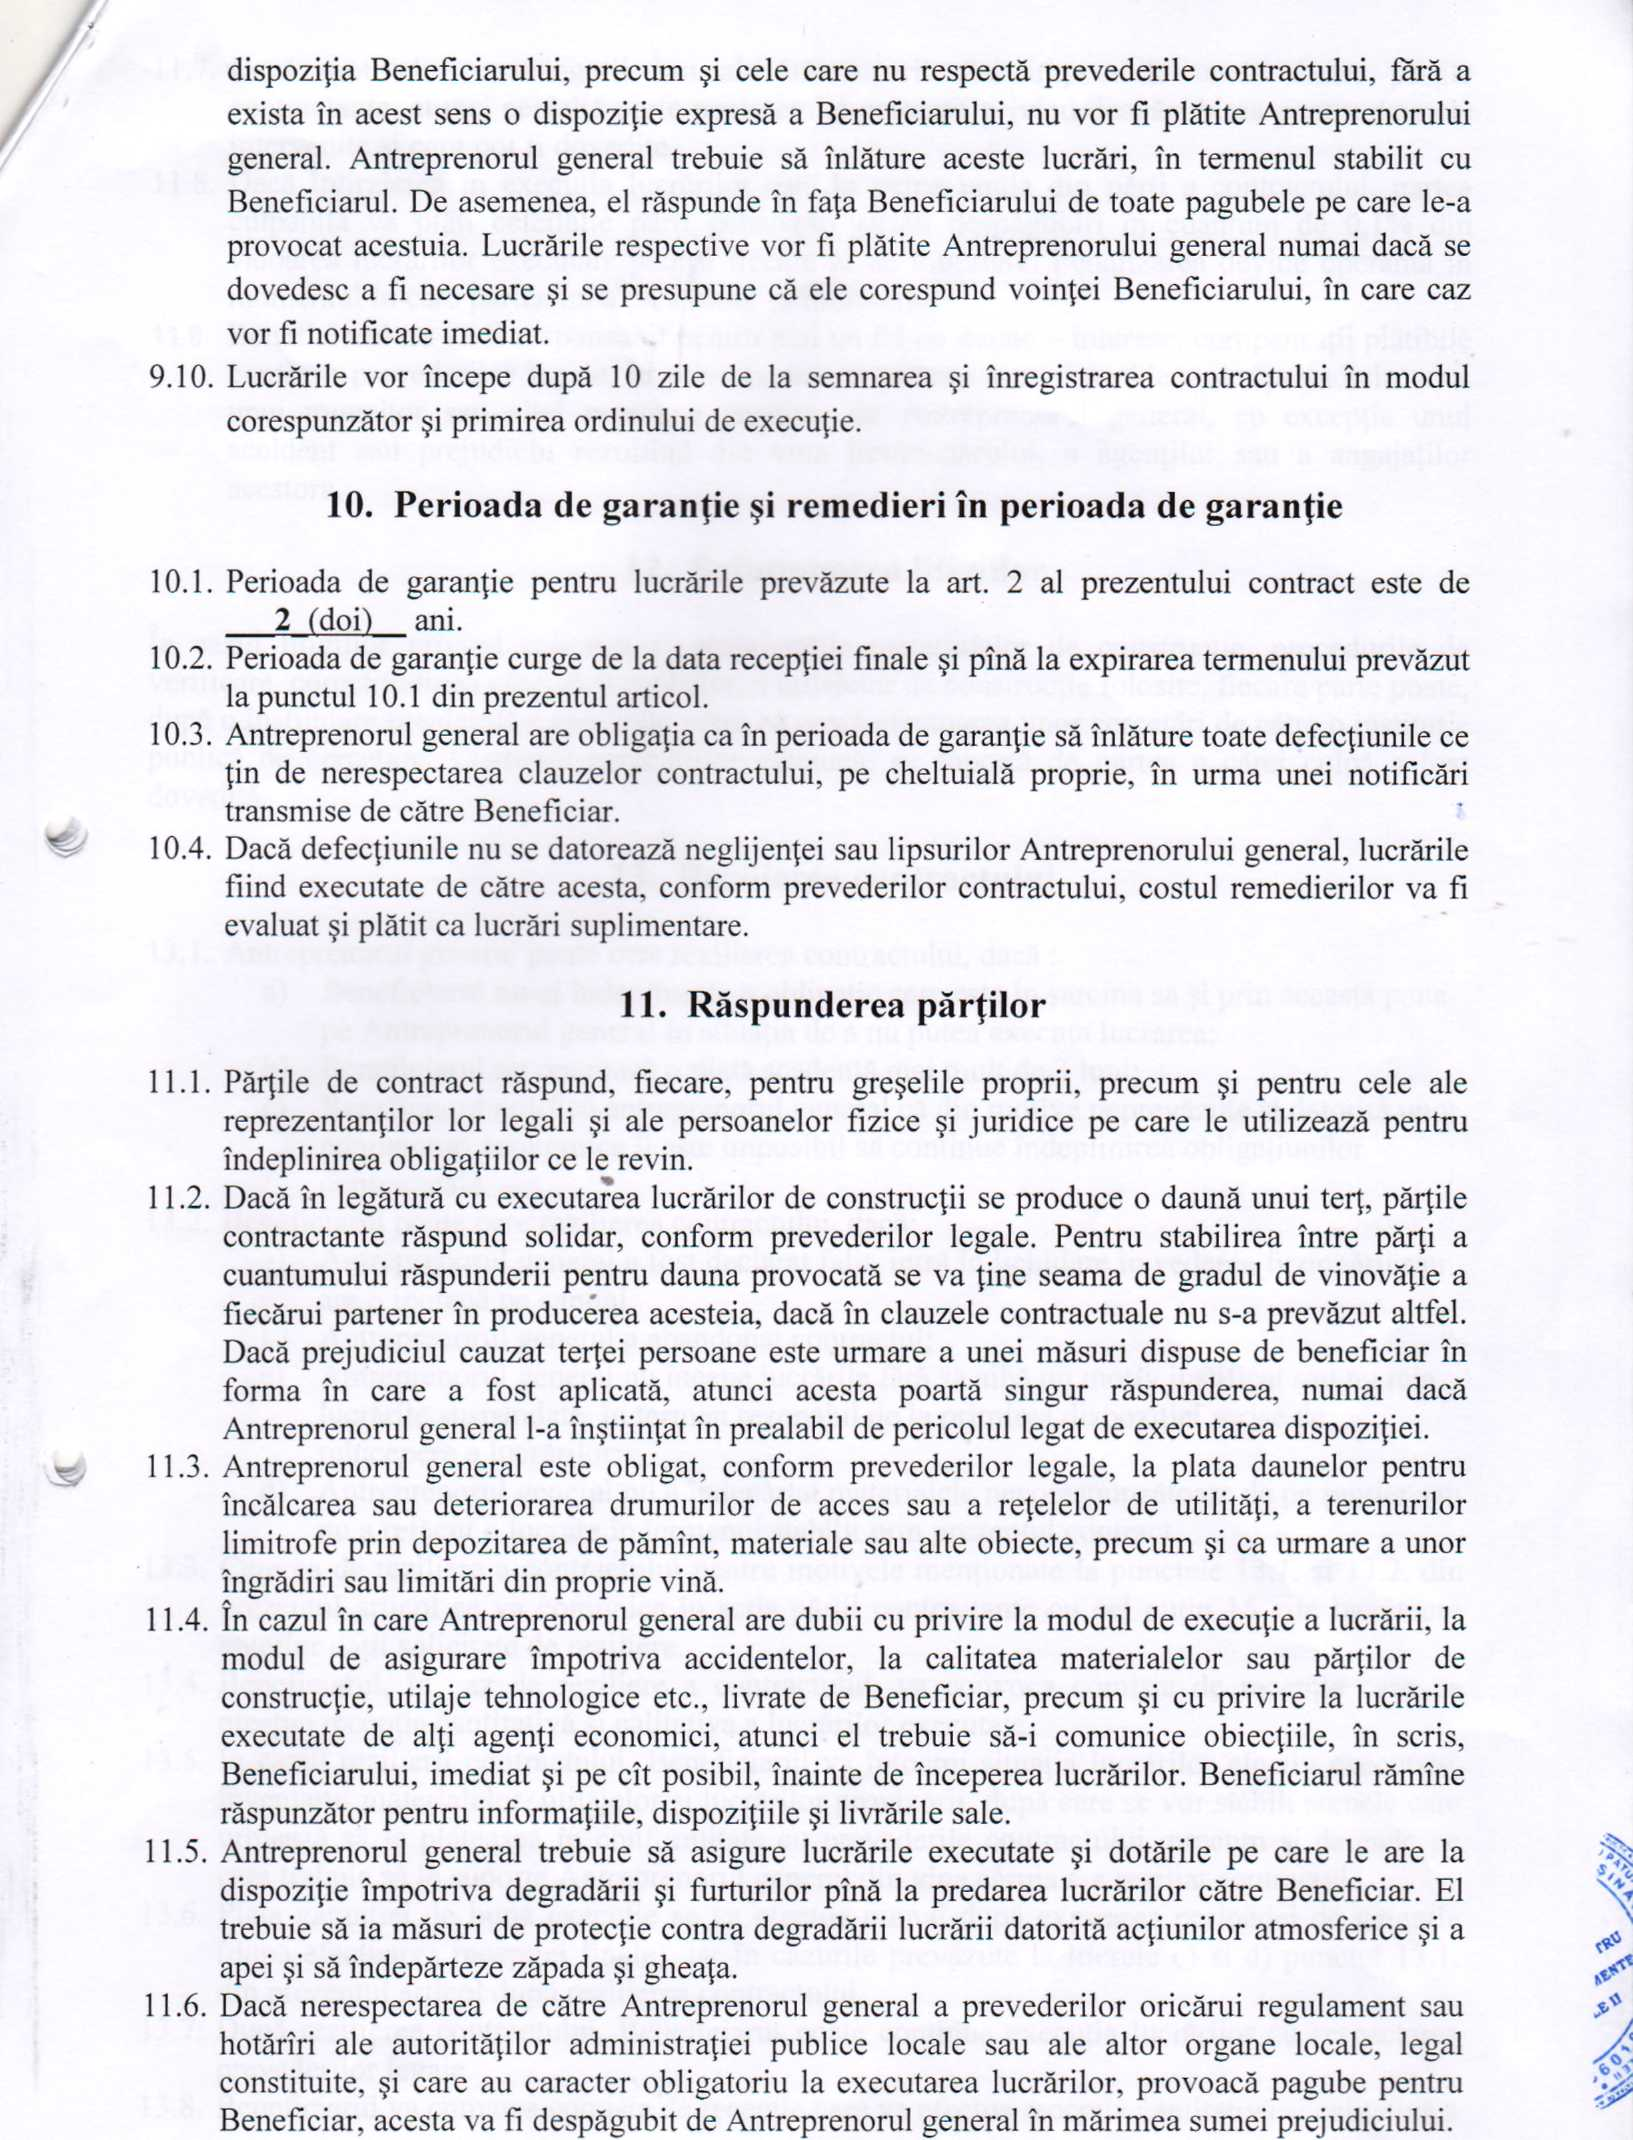 dispoziţia Beneficiarului, precum şi cele care nu respectă prevederile contractului, fără a
exista în acest sens o dispoziţie expresă a Beneficiarului, nu vor fi plătite Antreprenorului
general. Antreprenorul general trebuie să înlăture aceste lucrări, în termenul stabilit cu
Beneficiarul. De asemenea, el răspunde în faţa Beneficiarului de toate pagubele pe care le-a
provocat acestuia. Lucrările respective vor fi plătite Antreprenorului general numai dacă se
dovedesc a fi necesare şi se presupune că ele corespund voinţei Beneficiarului, în care caz
vor fi notificate imediat.
9.10. Lucrările vor începe după 10 zile de la semnarea şi înregistrarea contractului în modul
corespunzător şi primirea ordinului de execuţie.
10. Perioada de garanţie şi remedieri în perioada de garanţie
10.1. Perioada de garanţie pentru lucrările prevăzute la art. 2 al prezentului contract este de
___2_(doi)__ ani.
10.2. Perioada de garanţie curge de la data recepţiei finale şi pînă la expirarea termenului prevăzut
la punctul 10.1 din prezentul articol.
10.3. Antreprenorul general are obligaţia ca în perioada de garanţie să înlăture toate defecţiunile ce
ţin de nerespectarea clauzelor contractului, pe cheltuială proprie, în urma unei notificări
transmise de către Beneficiar.
10.4. Dacă defecţiunile nu se datorează neglijenţei sau lipsurilor Antreprenorului general, lucrările
fiind executate de către acesta, conform prevederilor contractului, costul remedierilor va fi
evaluat şi plătit ca lucrări suplimentare.
11. Răspunderea părţilor
11.1. Părţile de contract răspund, fiecare, pentru greşelile proprii, precum şi pentru cele ale
reprezentanţilor lor legali şi ale persoanelor fizice şi juridice pe care le utilizează pentru
îndeplinirea obligaţiilor ce le revin.
11.2. Dacă în legătură cu executarea lucrărilor de construcţii se produce o daună unui terţ, părţile
contractante răspund solidar, conform prevederilor legale. Pentru stabilirea între părţi a
cuantumului răspunderii pentru dauna provocată se va ţine seama de gradul de vinovăţie a
fiecărui partener în producerea acesteia, dacă în clauzele contractuale nu s-a prevăzut altfel.
Dacă prejudiciul cauzat terţei persoane este urmare a unei măsuri dispuse de beneficiar în
forma în care a fost aplicată, atunci acesta poartă singur răspunderea, numai dacă
Antreprenorul general l-a înştiinţat în prealabil de pericolul legat de executarea dispoziţiei.
11.3. Antreprenorul general este obligat, conform prevederilor legale, la plata daunelor pentru
încălcarea sau deteriorarea drumurilor de acces sau a reţelelor de utilităţi, a terenurilor
limitrofe prin depozitarea de pămînt, materiale sau alte obiecte, precum şi ca urmare a unor
îngrădiri sau limitări din proprie vină.
11.4. În cazul în care Antreprenorul general are dubii cu privire la modul de execuţie a lucrării, la
modul de asigurare împotriva accidentelor, la calitatea materialelor sau părţilor de
construcţie, utilaje tehnologice etc., livrate de Beneficiar, precum şi cu privire la lucrările
executate de alţi agenţi economici, atunci el trebuie să-i comunice obiecţiile, în scris,
Beneficiarului, imediat şi pe cît posibil, înainte de începerea lucrărilor. Beneficiarul rămîne
răspunzător pentru informaţiile, dispoziţiile şi livrările sale.
11.5. Antreprenorul general trebuie să asigure lucrările executate şi dotările pe care le are la
dispoziţie împotriva degradării şi furturilor pînă la predarea lucrărilor către Beneficiar. El
trebuie să ia măsuri de protecţie contra degradării lucrării datorită acţiunilor atmosferice şi a
apei şi să îndepărteze zăpada şi gheaţa.
11.6. Dacă nerespectarea de către Antreprenorul general a prevederilor oricărui regulament sau
hotărîri ale autorităţilor administraţiei publice locale sau ale altor organe locale, legal
constituite, şi care au caracter obligatoriu la executarea lucrărilor, provoacă pagube pentru
Beneficiar, acesta va fi despăgubit de Antreprenorul general în mărimea sumei prejudiciului.